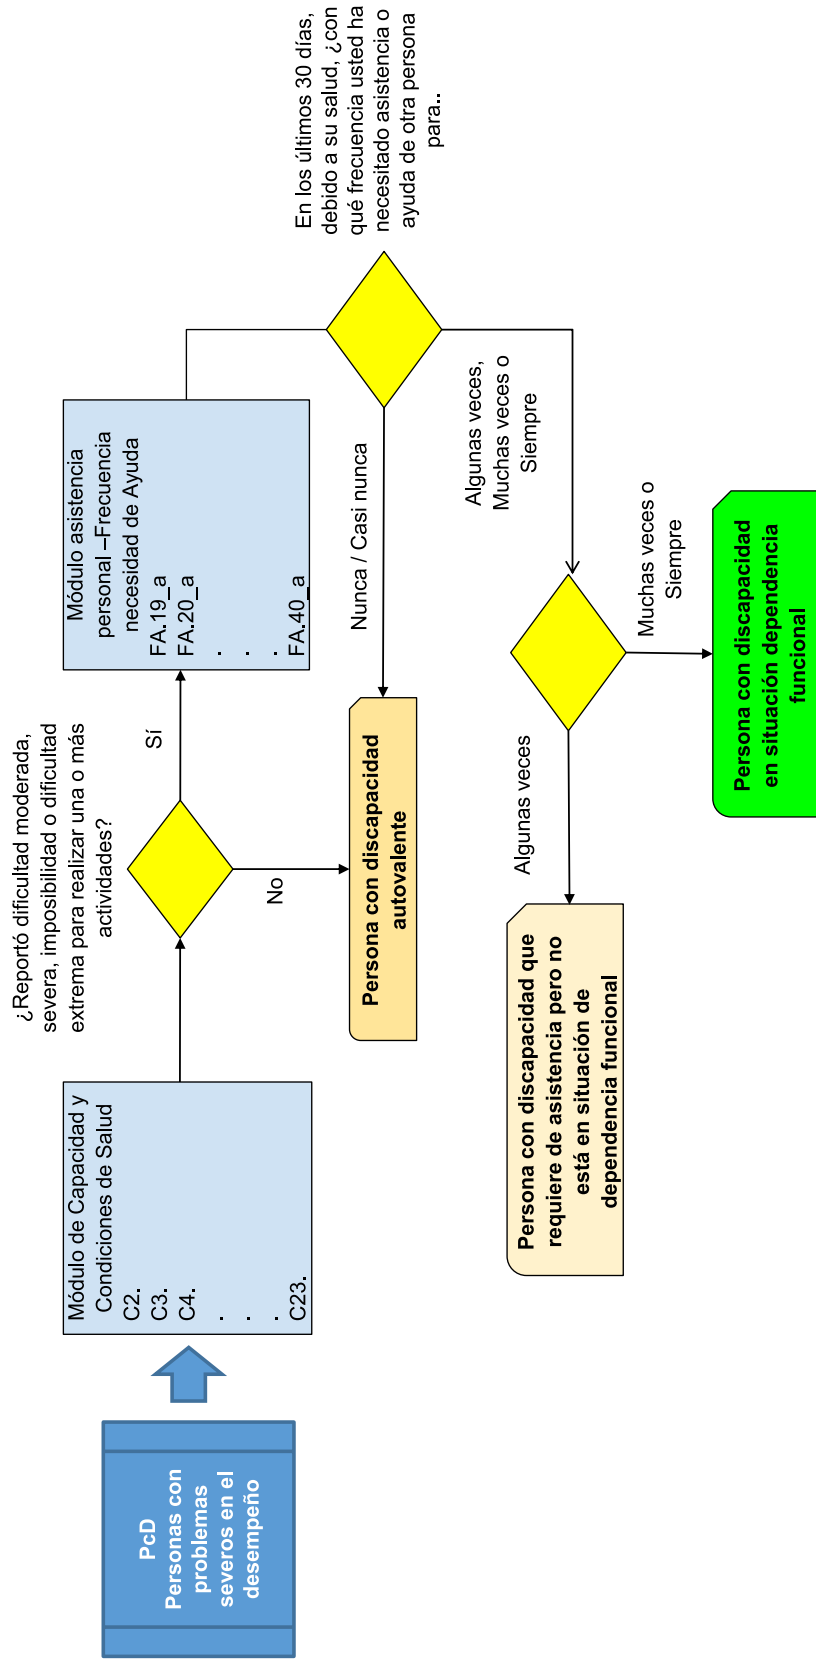 PcD
Personas con
problemas
severos en el
desempeño
Módulo de Capacidad y
Condiciones de Salud
C2.
C3.
C4.
.
.
.
C23.
¿Reportó dificultad moderada,
severa, imposibilidad o dificultad
extrema para realizar una o más
actividades?
Sí
No
Módulo asistencia
personal –Frecuencia
necesidad de Ayuda
FA.19_a
FA.20_a
.
.
.
FA.40_a
En los últimos 30 días,
debido a su salud, ¿con
qué frecuencia usted ha
necesitado asistencia o
ayuda de otra persona
para..
Nunca / Casi nunca
Persona con discapacidad
autovalente
Algunas veces,
Muchas veces o
Siempre
Algunas veces
Persona con discapacidad que
requiere de asistencia pero no
está en situación de
dependencia funcional
Muchas veces o
Siempre
Persona con discapacidad
en situación dependencia
funcional